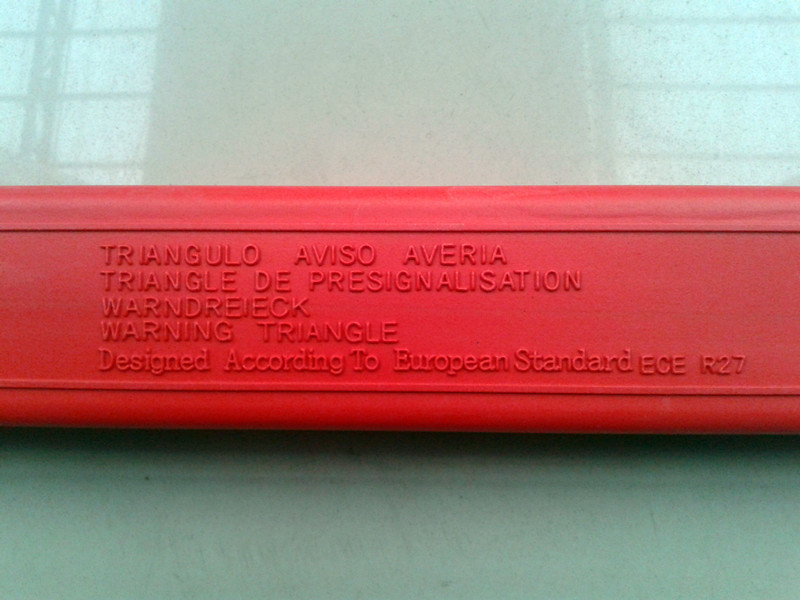 TRIANGULO AVISO AVERIA
TRIANGLE DE PRESIGNALISATION
WARNDREIECK
WARNING TRIANGLE
Designed According To European Standard ECE R27